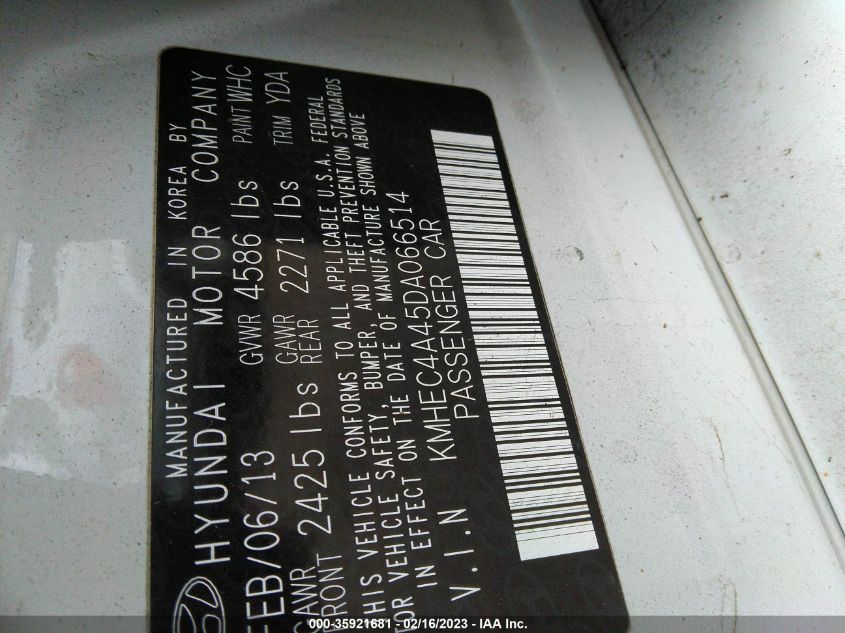 MANUFACTURED IN KOREA BY
HYUNDAI MOTOR COMPANY
FEB/06/13 GVWR 4586 lbs PAINT WHC
GAWR FRONT 2425 lbs GAWR REAR 2271 lbs TRIM YDA
THIS VEHICLE CONFORMS TO ALL APPLICABLE U.S.A. FEDERAL
MOTOR VEHICLE SAFETY, BUMPER, AND THEFT PREVENTION STANDARDS
IN EFFECT ON THE DATE OF MANUFACTURE SHOWN ABOVE
V.I.N KMHEC4A45DA066514
PASSENGER CAR
000-35921681 - 02/16/2023 - IAA Inc.